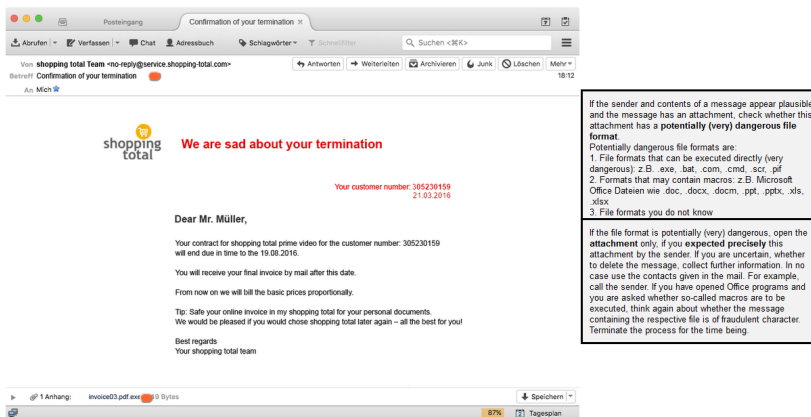 Posteingang
Confirmation of your termination ×
Abrufen
Verfassen
Chat
Adressbuch
Schlagwörter
Schnellfilter
Suchen <⌘K>
Von shopping total Team <no-reply@service.shopping-total.com>
Antworten
Weiterleiten
Archivieren
Junk
Löschen
Mehr
Betreff Confirmation of your termination
18:12
An Mich
shopping
total
We are sad about your termination
Your customer number: 305230159
21.03.2016
Dear Mr. Müller,
Your contract for shopping total prime video for the customer number: 305230159
will end due in time to the 19.08.2016.
You will receive your final invoice by mail after this date.
From now on we will bill the basic prices proportionally.
Tip: Safe your online invoice in my shopping total for your personal documents.
We would be pleased if you would chose shopping total later again – all the best for you!
Best regards
Your shopping total team
1 Anhang: invoice03.pdf.exe 9 Bytes
Speichern
87%
Tagesplan
If the sender and contents of a message appear plausible
and the message has an attachment, check whether this
attachment has a potentially (very) dangerous file
format.
Potentially dangerous file formats are:
1. File formats that can be executed directly (very
dangerous): z.B. .exe, .bat, .com, .cmd, .scr, .pif
2. Formats that may contain macros: z.B. Microsoft
Office Dateien wie .doc, .docx, .docm, .ppt, .pptx, .xls,
.xlsx
3. File formats you do not know
If the file format is potentially (very) dangerous, open the
attachment only, if you expected precisely this
attachment by the sender. If you are uncertain, whether
to delete the message, collect further information. In no
case use the contacts given in the mail. For example,
call the sender. If you have opened Office programs and
you are asked whether so-called macros are to be
executed, think again about whether the message
containing the respective file is of fraudulent character.
Terminate the process for the time being.